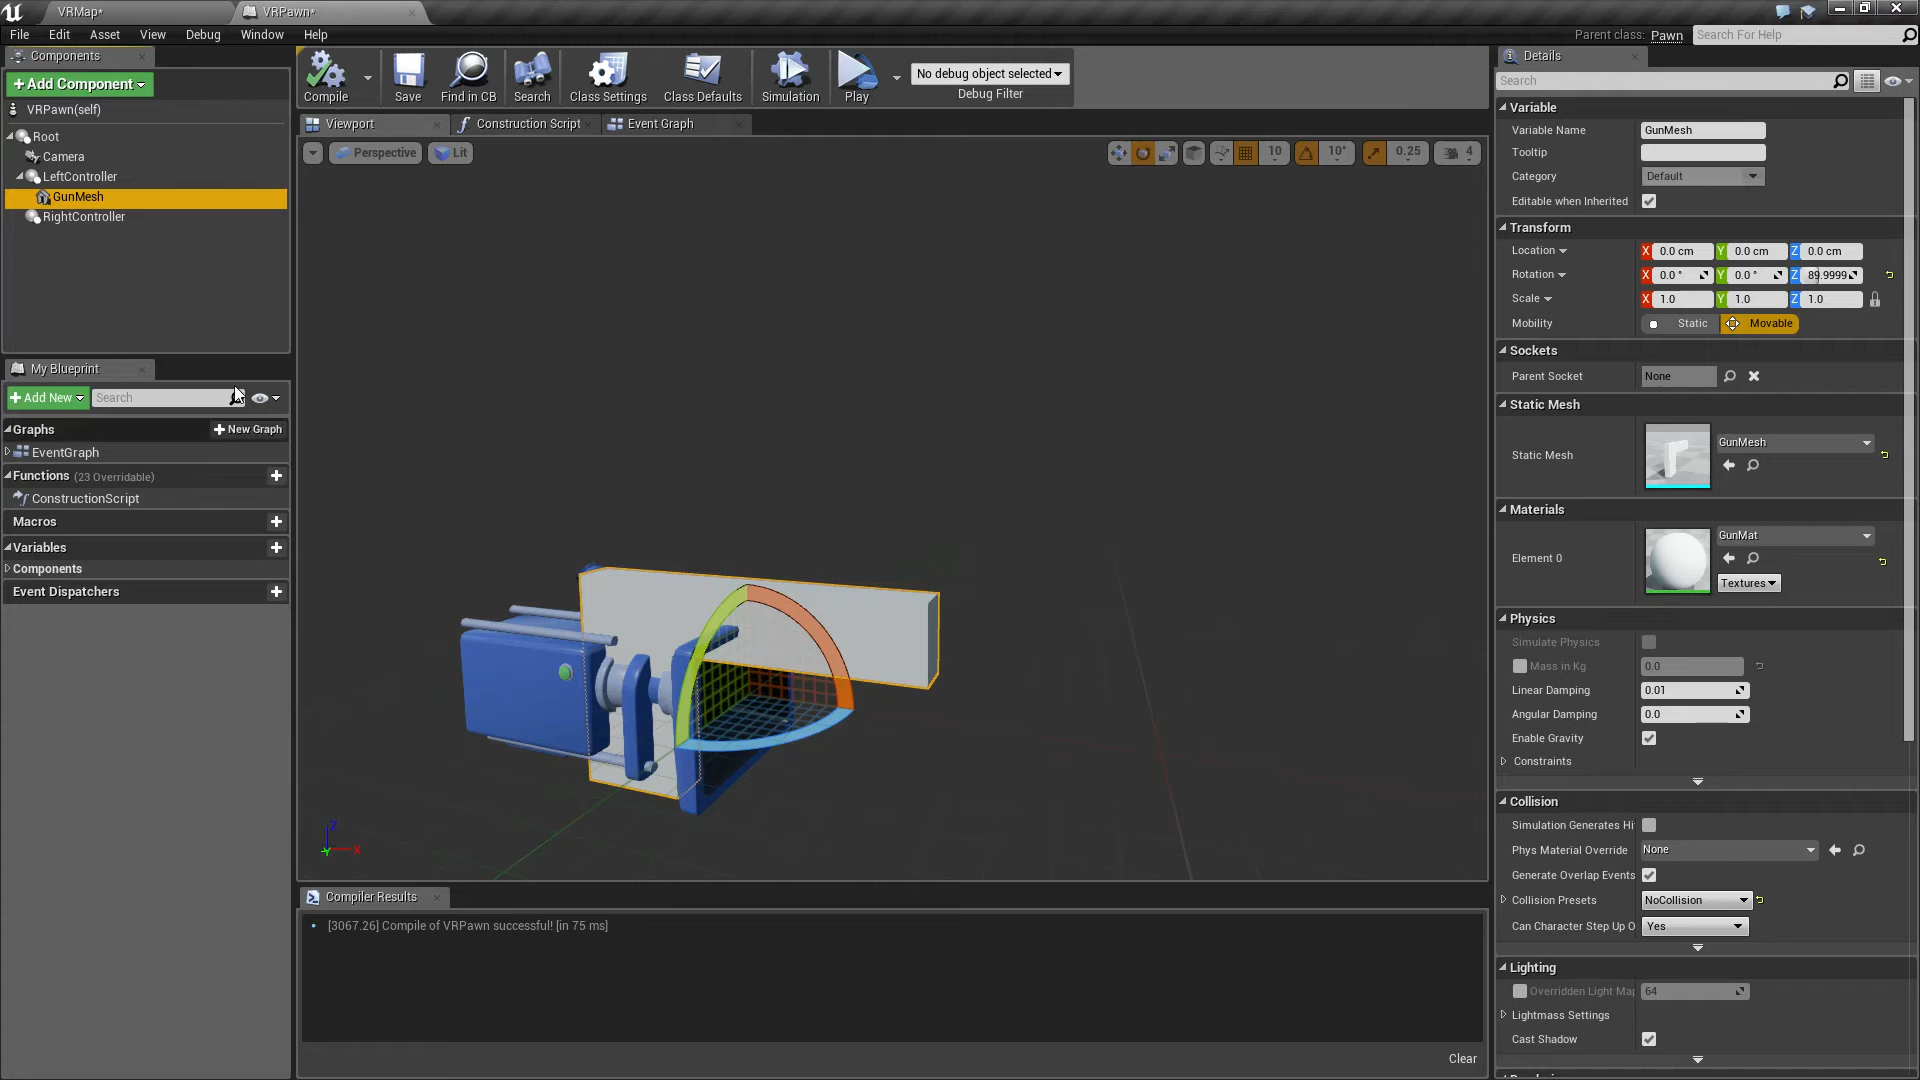 VRMap*
VRPawn*
File Edit Asset View Debug Window Help
Parent class: Pawn
Search For Help
Components
+Add Component
VRPawn(self)
Root
Camera
LeftController
GunMesh
RightController
My Blueprint
+Add New
Search
Graphs
+New Graph
EventGraph
Functions (23 Overridable)
ConstructionScript
Macros
Variables
Components
Event Dispatchers
Compile
Save
Find in CB
Search
Class Settings
Class Defaults
Simulation
Play
No debug object selected
Debug Filter
Viewport
Construction Script
Event Graph
Perspective
Lit
10
10°
0.25
4
Z
X
Y
Compiler Results
[3067.26] Compile of VRPawn successful! [in 75 ms]
Clear
Details
Search
Variable
Variable Name GunMesh
Tooltip
Category Default
Editable when Inherited
Transform
Location X 0.0 cm Y 0.0 cm Z 0.0 cm
Rotation X 0.0 ° Y 0.0 ° Z 89.9999
Scale X 1.0 Y 1.0 Z 1.0
Mobility Static Movable
Sockets
Parent Socket None
Static Mesh
Static Mesh GunMesh
Materials
Element 0 GunMat
Textures
Physics
Simulate Physics
Mass in Kg 0.0
Linear Damping 0.01
Angular Damping 0.0
Enable Gravity
Constraints
Collision
Simulation Generates Hi
Phys Material Override None
Generate Overlap Events
Collision Presets NoCollision
Can Character Step Up O Yes
Lighting
Overridden Light Ma 64
Lightmass Settings
Cast Shadow